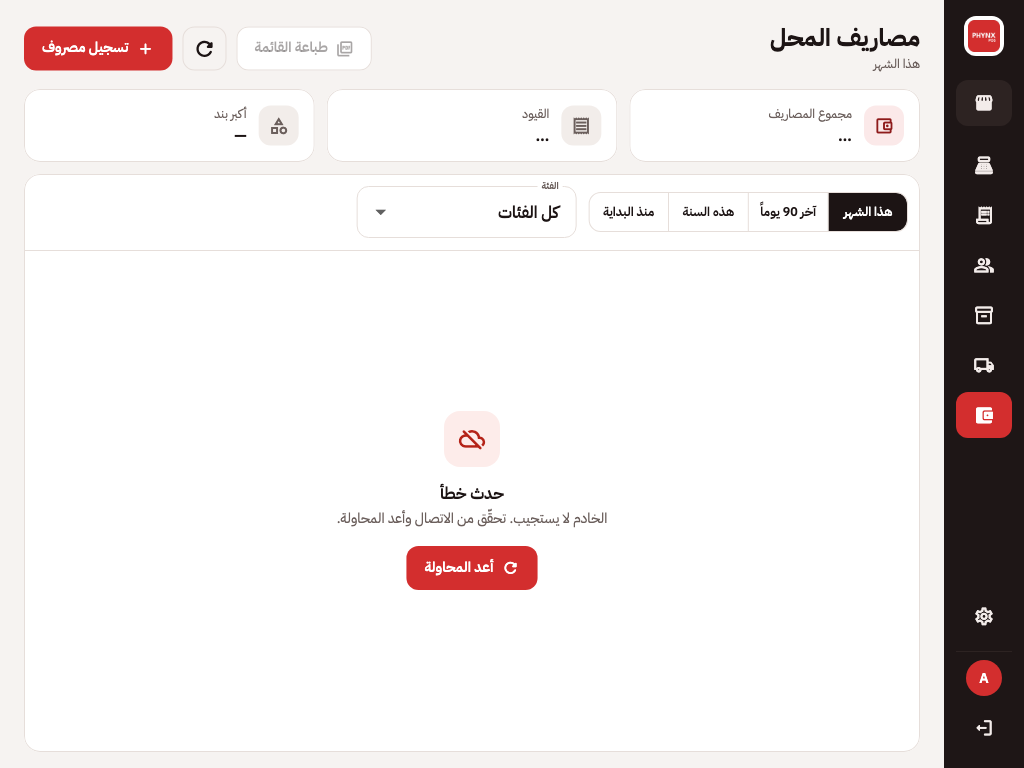 PHYNX
مصاريف المحل
هذا الشهر
طباعة القائمة
تسجيل مصروف
مجموع المصاريف
...
القيود
...
أكبر بند
—
هذا الشهر
آخر 90 يوماً
هذه السنة
منذ البداية
الفئة
كل الفئات
حدث خطأ
الخادم لا يستجيب. تحقّق من الاتصال وأعد المحاولة.
أعد المحاولة
A